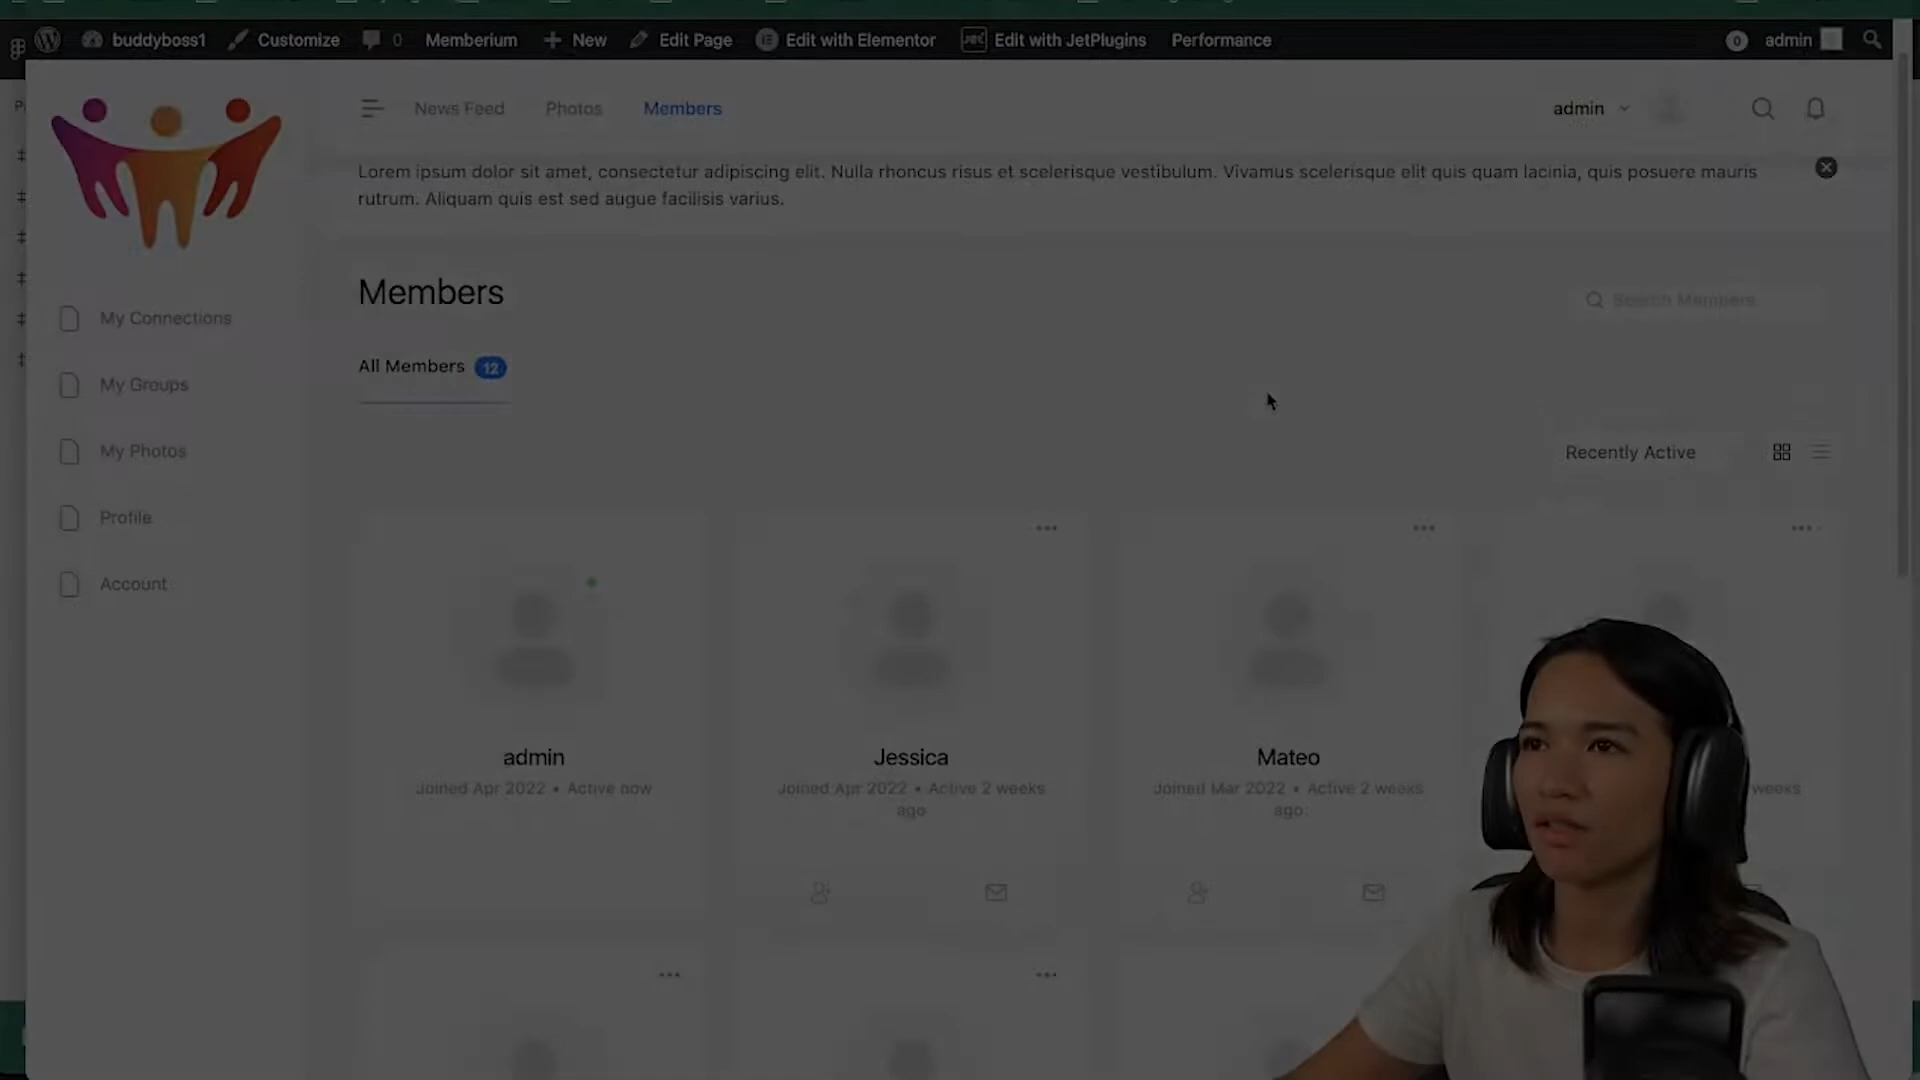 buddyboss1 Customize 0 Memberium New Edit Page Edit with Elementor Edit with JetPlugins Performance 0 admin
News Feed Photos Members admin
Lorem ipsum dolor sit amet, consectetur adipiscing elit. Nulla rhoncus risus et scelerisque vestibulum. Vivamus scelerisque elit quis quam lacinia, quis posuere mauris
rutrum. Aliquam quis est sed augue facilisis varius.
Members
Search Members
All Members 12
Recently Active
My Connections
My Groups
My Photos
Profile
Account
admin
Joined Apr 2022 • Active now
Jessica
Joined Apr 2022 • Active 2 weeks
ago
Mateo
Joined Mar 2022 • Active 2 weeks
ago
weeks